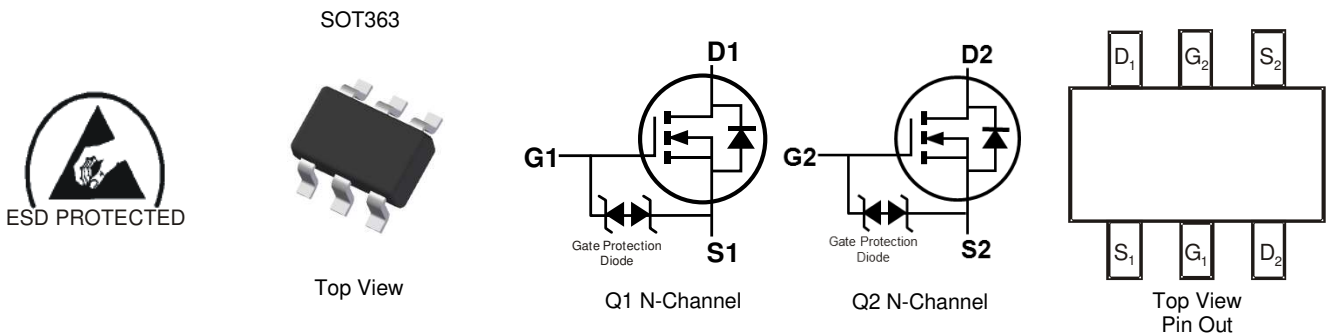 ESD PROTECTED
SOT363
Top View
D1
G1
Gate Protection
Diode
S1
Q1 N-Channel
D2
G2
Gate Protection
Diode
S2
Q2 N-Channel
D₁ G₂ S₂
S₁ G₁ D₂
Top View
Pin Out